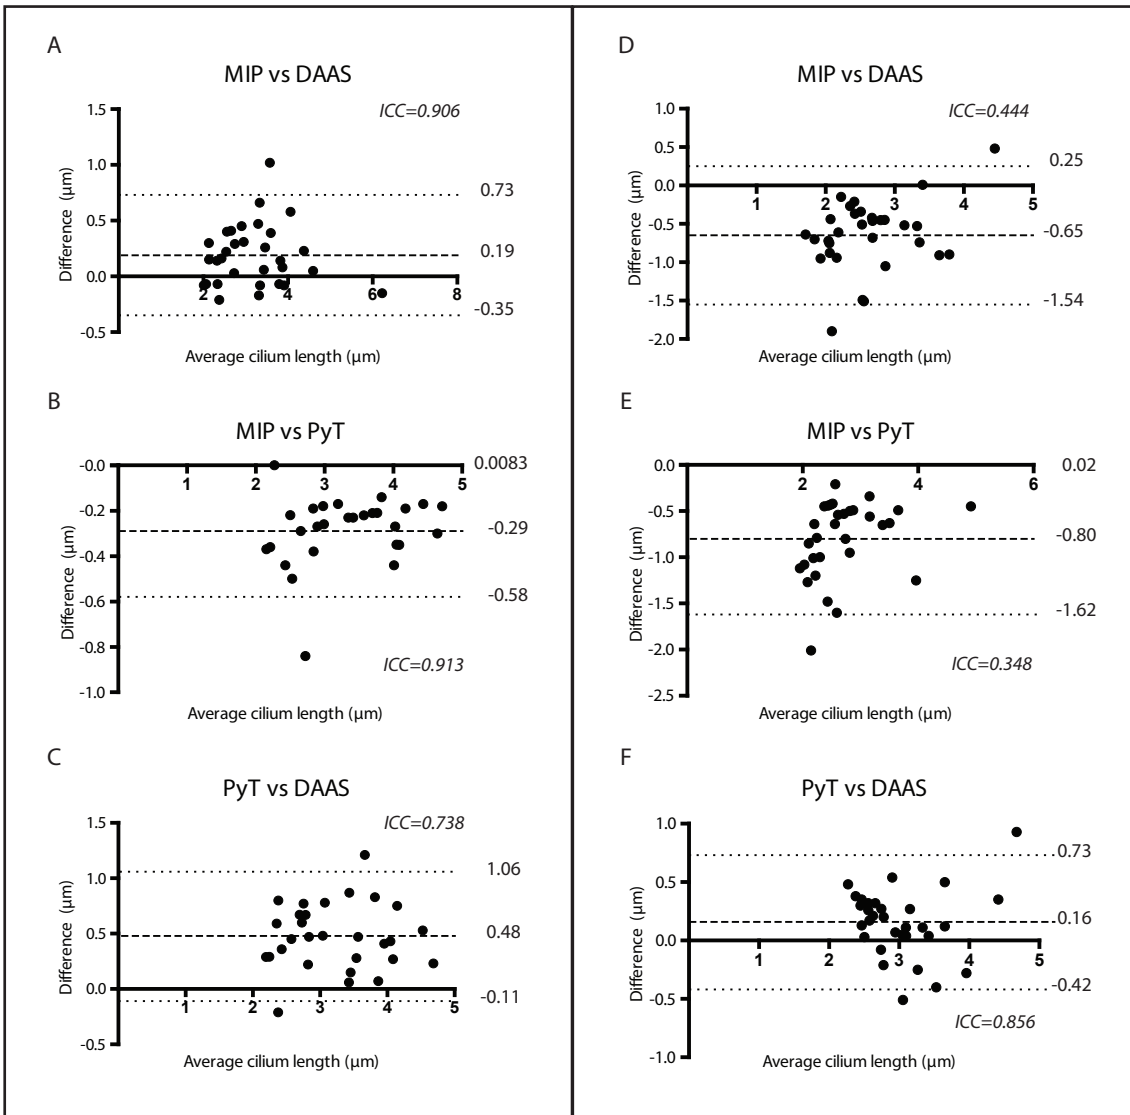 A
MIP vs DAAS
ICC=0.906
Difference (µm)
1.5
1.0
0.5
0.0
-0.5
2 4 6 8
0.73
0.19
-0.35
Average cilium length (µm)
B
MIP vs PyT
Difference (µm)
-0.0
-0.2
-0.4
-0.6
-0.8
-1.0
1 2 3 4 5
0.0083
-0.29
-0.58
ICC=0.913
Average cilium length (µm)
C
PyT vs DAAS
ICC=0.738
Difference (µm)
1.5
1.0
0.5
0.0
-0.5
1 2 3 4 5
1.06
0.48
-0.11
Average cilium length (µm)
D
MIP vs DAAS
ICC=0.444
Difference (µm)
1.0
0.5
0.0
-0.5
-1.0
-1.5
-2.0
1 2 3 4 5
0.25
-0.65
-1.54
Average cilium length (µm)
E
MIP vs PyT
Difference (µm)
0.0
-0.5
-1.0
-1.5
-2.0
-2.5
2 4 6
0.02
-0.80
-1.62
ICC=0.348
Average cilium length (µm)
F
PyT vs DAAS
Difference (µm)
1.0
0.5
0.0
-0.5
-1.0
1 2 3 4 5
0.73
0.16
-0.42
ICC=0.856
Average cilium length (µm)